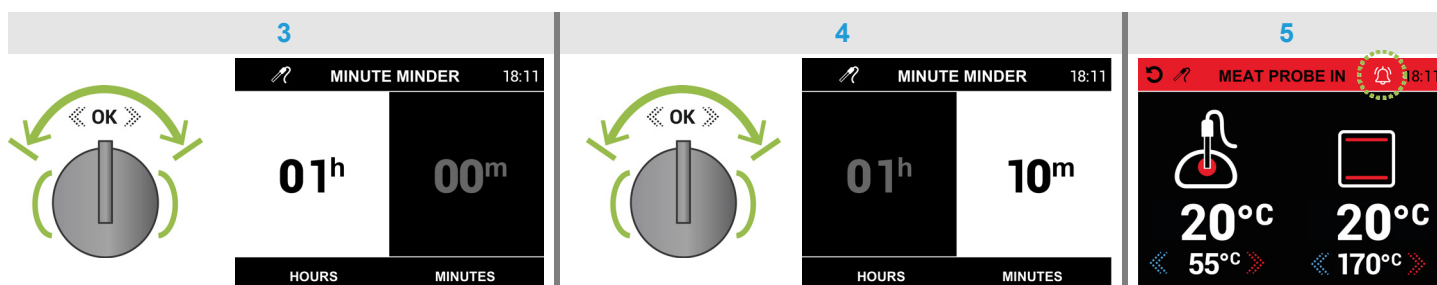 3
OK
MINUTE MINDER 18:11
01h 00m
HOURS MINUTES
4
OK
MINUTE MINDER 18:11
01h 10m
HOURS MINUTES
5
MEAT PROBE IN 18:11
20°C 20°C
55°C 170°C